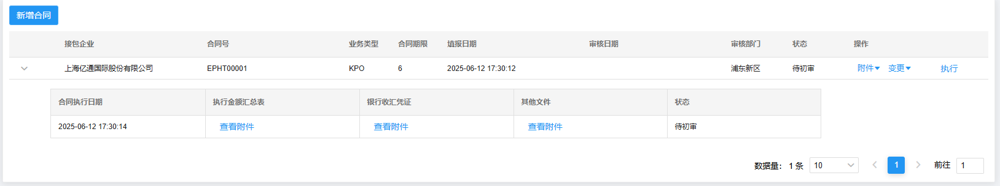 新增合同
接包企业 合同号 业务类型 合同期限 填报日期 审核日期 审核部门 状态 操作
上海亿通国际股份有限公司 EPHT00001 KPO 6 2025-06-12 17:30:12 浦东新区 待初审 附件 变更 执行
合同执行日期 执行金额汇总表 银行收汇凭证 其他文件 状态
2025-06-12 17:30:14 查看附件 查看附件 查看附件 待初审
数据量： 1 条 10 1 前往 1